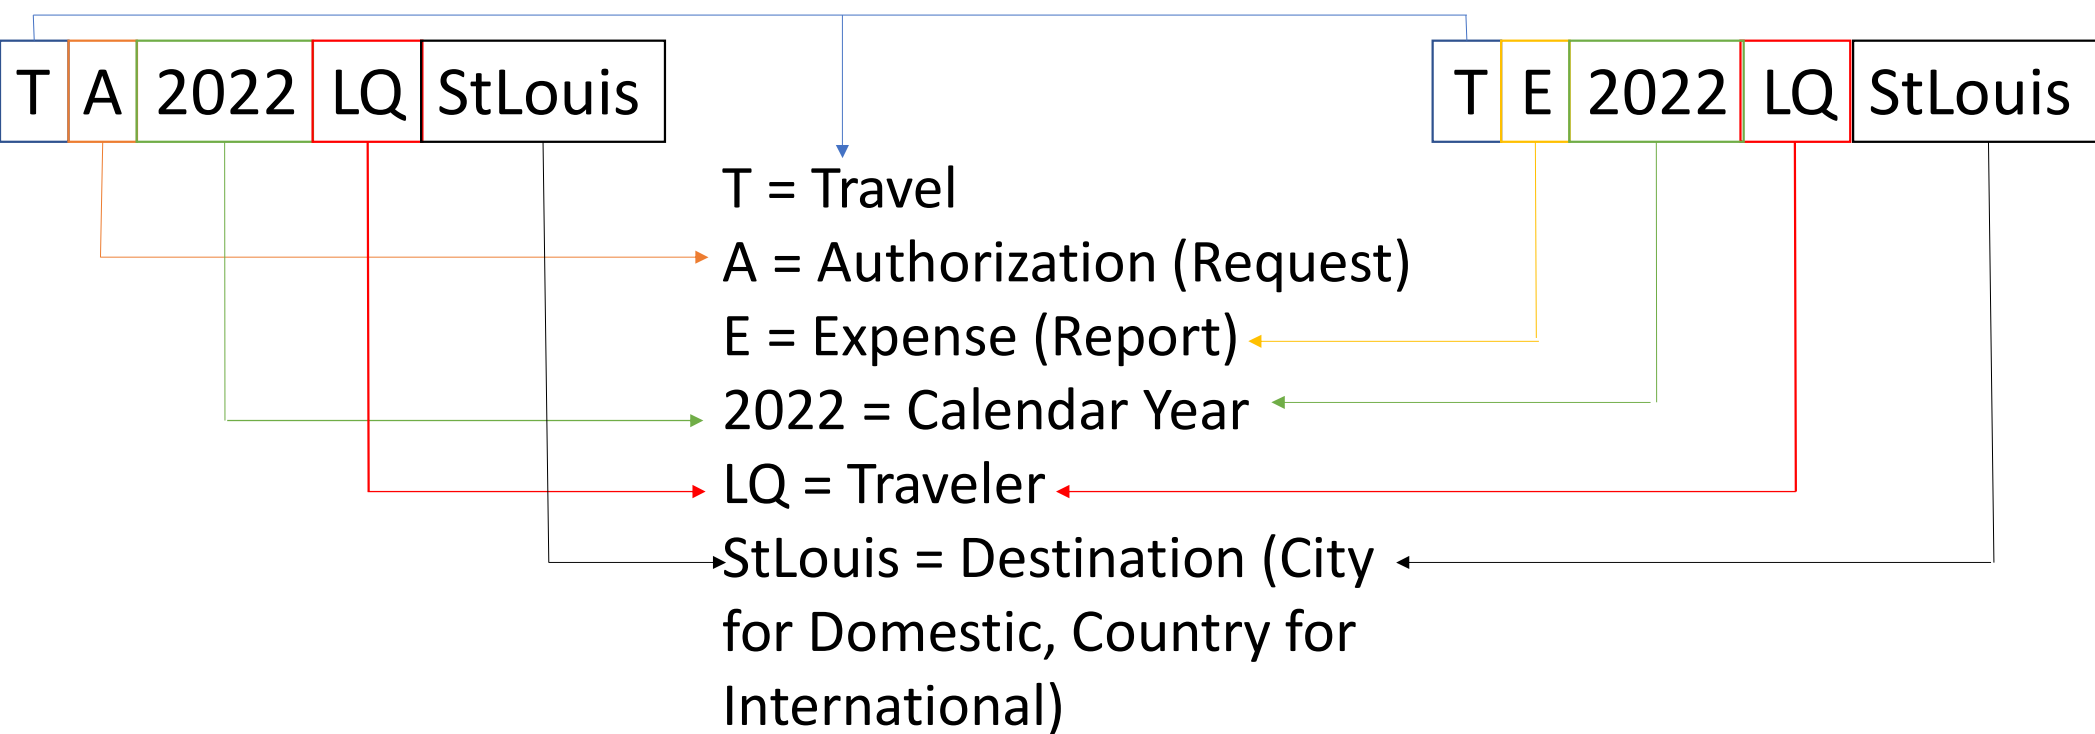 T A 2022 LQ StLouis
T E 2022 LQ StLouis
T = Travel
A = Authorization (Request)
E = Expense (Report)
2022 = Calendar Year
LQ = Traveler
StLouis = Destination (City
for Domestic, Country for
International)